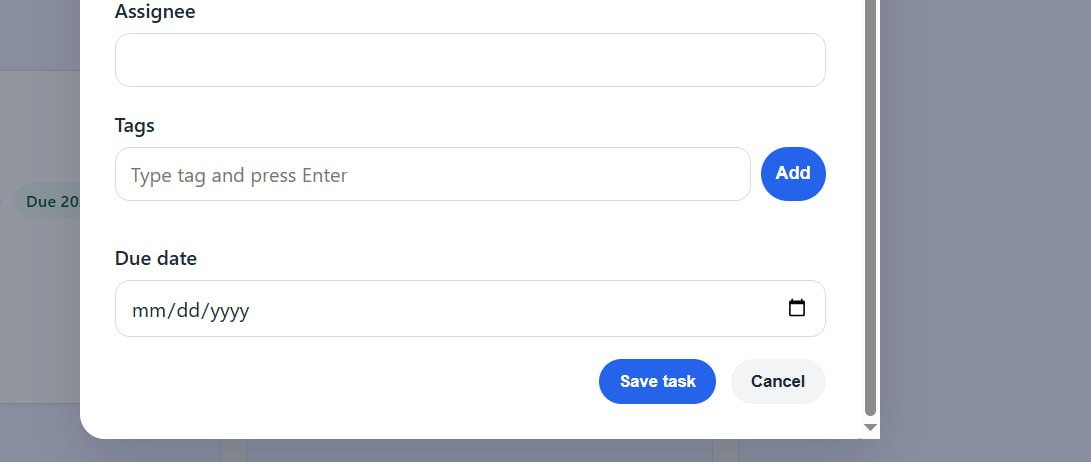 Assignee
Tags
Type tag and press Enter
Add
Due 20
Due date
mm/dd/yyyy
Save task
Cancel